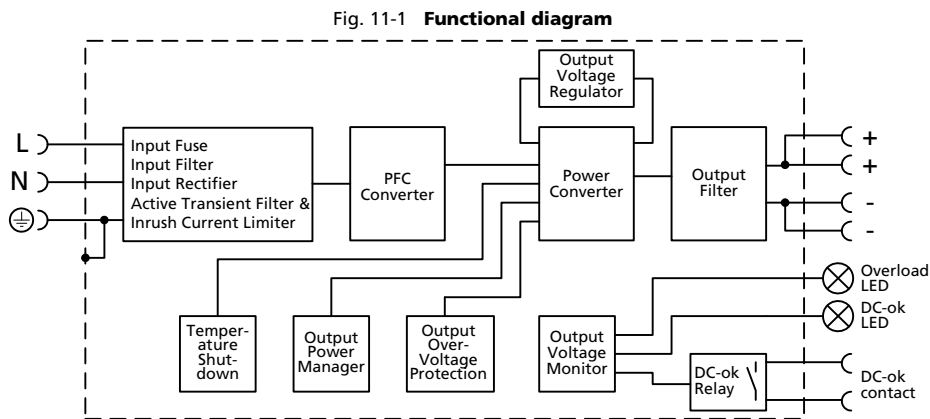 Fig. 11-1 Functional diagram
Output
Voltage
Regulator
L
N
Input Fuse
Input Filter
Input Rectifier
Active Transient Filter &
Inrush Current Limiter
PFC
Converter
Power
Converter
Output
Filter
+
+
-
-
Temper-
ature
Shut-
down
Output
Power
Manager
Output
Over-
Voltage
Protection
Output
Voltage
Monitor
DC-ok
Relay
Overload
LED
DC-ok
LED
DC-ok
contact